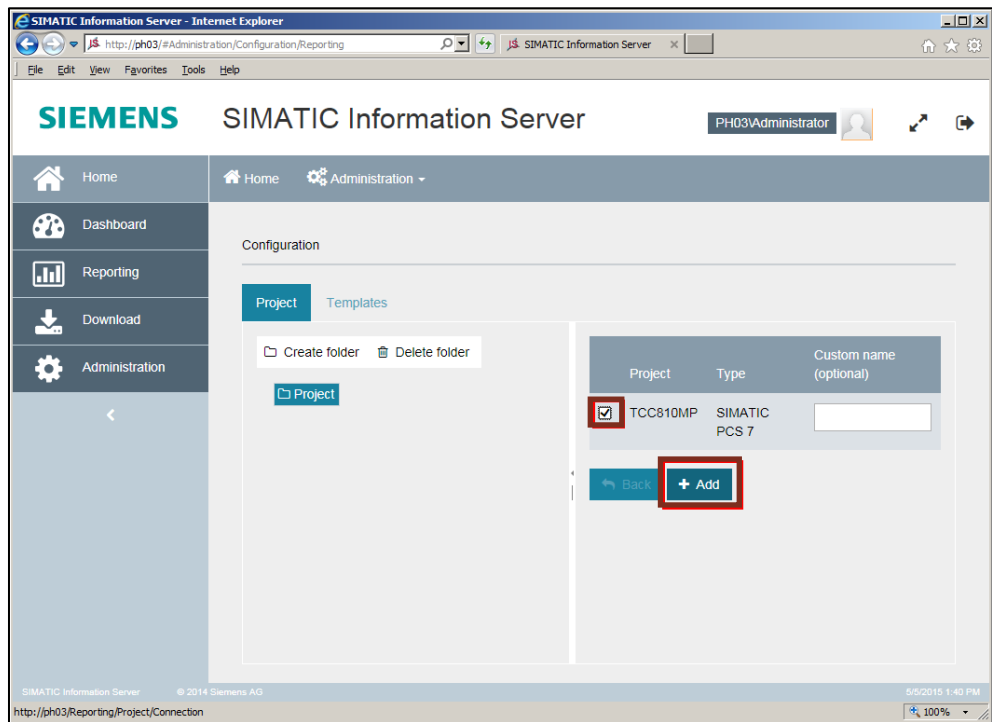 SIMATIC Information Server - Internet Explorer
http://ph03/#Administration/Configuration/Reporting
SIMATIC Information Server
File Edit View Favorites Tools Help
SIEMENS
SIMATIC Information Server
PH03\Administrator
Home
Home Administration
Dashboard
Configuration
Reporting
Project Templates
Download
Create folder Delete folder
Custom name
Administration
Project Type (optional)
Project
TCC810MP SIMATIC
PCS 7
Back + Add
SIMATIC Information Server © 2014 Siemens AG 5/5/2015 1:40 PM
http://ph03/Reporting/Project/Connection 100%